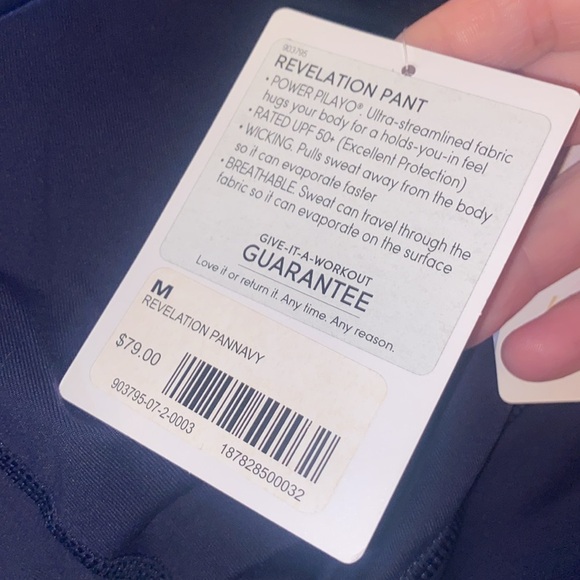 903795
REVELATION PANT
• POWER PILAYO®. Ultra-streamlined fabric
hugs your body for a holds-you-in feel
• RATED UPF 50+ (Excellent Protection)
• WICKING. Pulls sweat away from the body
so it can evaporate faster
• BREATHABLE. Sweat can travel through the
fabric so it can evaporate on the surface
GIVE-IT-A-WORKOUT
GUARANTEE
Love it or return it. Any time. Any reason.
M
REVELATION PANNAVY
$79.00
903795-07-2-0003
187828500032